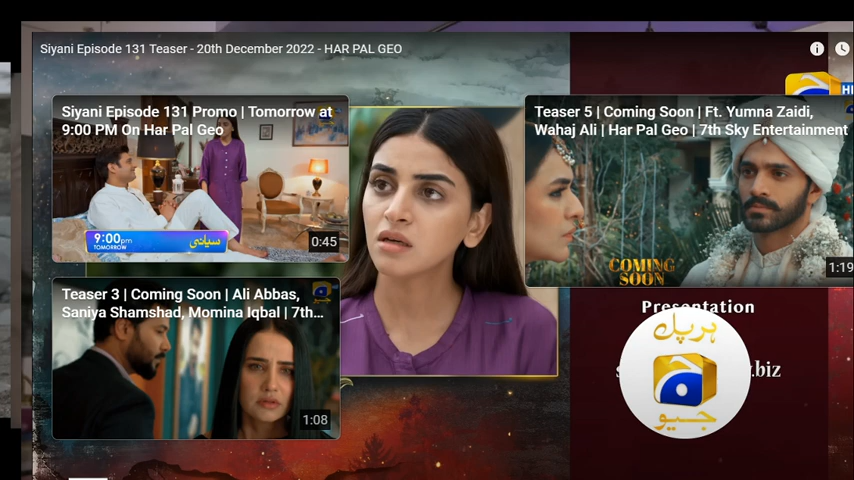 Siyani Episode 131 Teaser - 20th December 2022 - HAR PAL GEO
Siyani Episode 131 Promo | Tomorrow at
9:00 PM On Har Pal Geo
9:00pm
TOMORROW
سیانی
0:45
Teaser 5 | Coming Soon | Ft. Yumna Zaidi,
Wahaj Ali | Har Pal Geo | 7th Sky Entertainment
COMING
SOON
1:19
Teaser 3 | Coming Soon | Ali Abbas,
Saniya Shamshad, Momina Iqbal | 7th...
1:08
Presentation
.biz
ہر پل
جیو